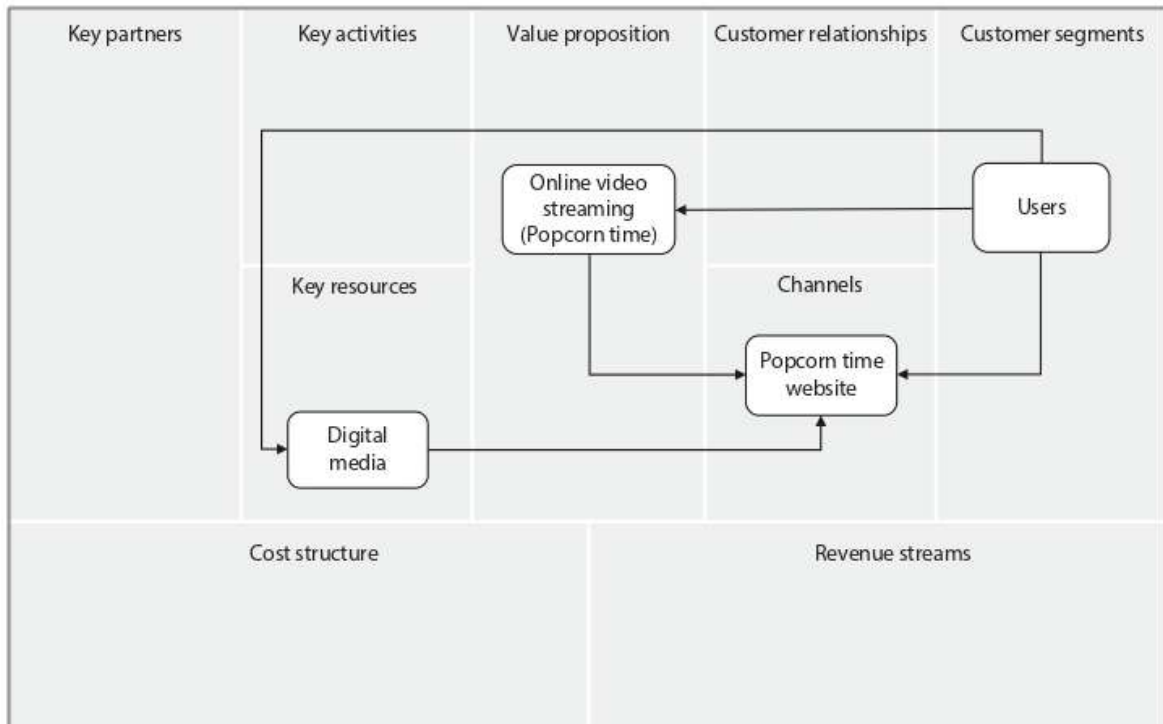 Key partners
Key activities
Value proposition
Customer relationships
Customer segments
Online video
streaming
(Popcorn time)
Users
Key resources
Channels
Popcorn time
website
Digital
media
Cost structure
Revenue streams